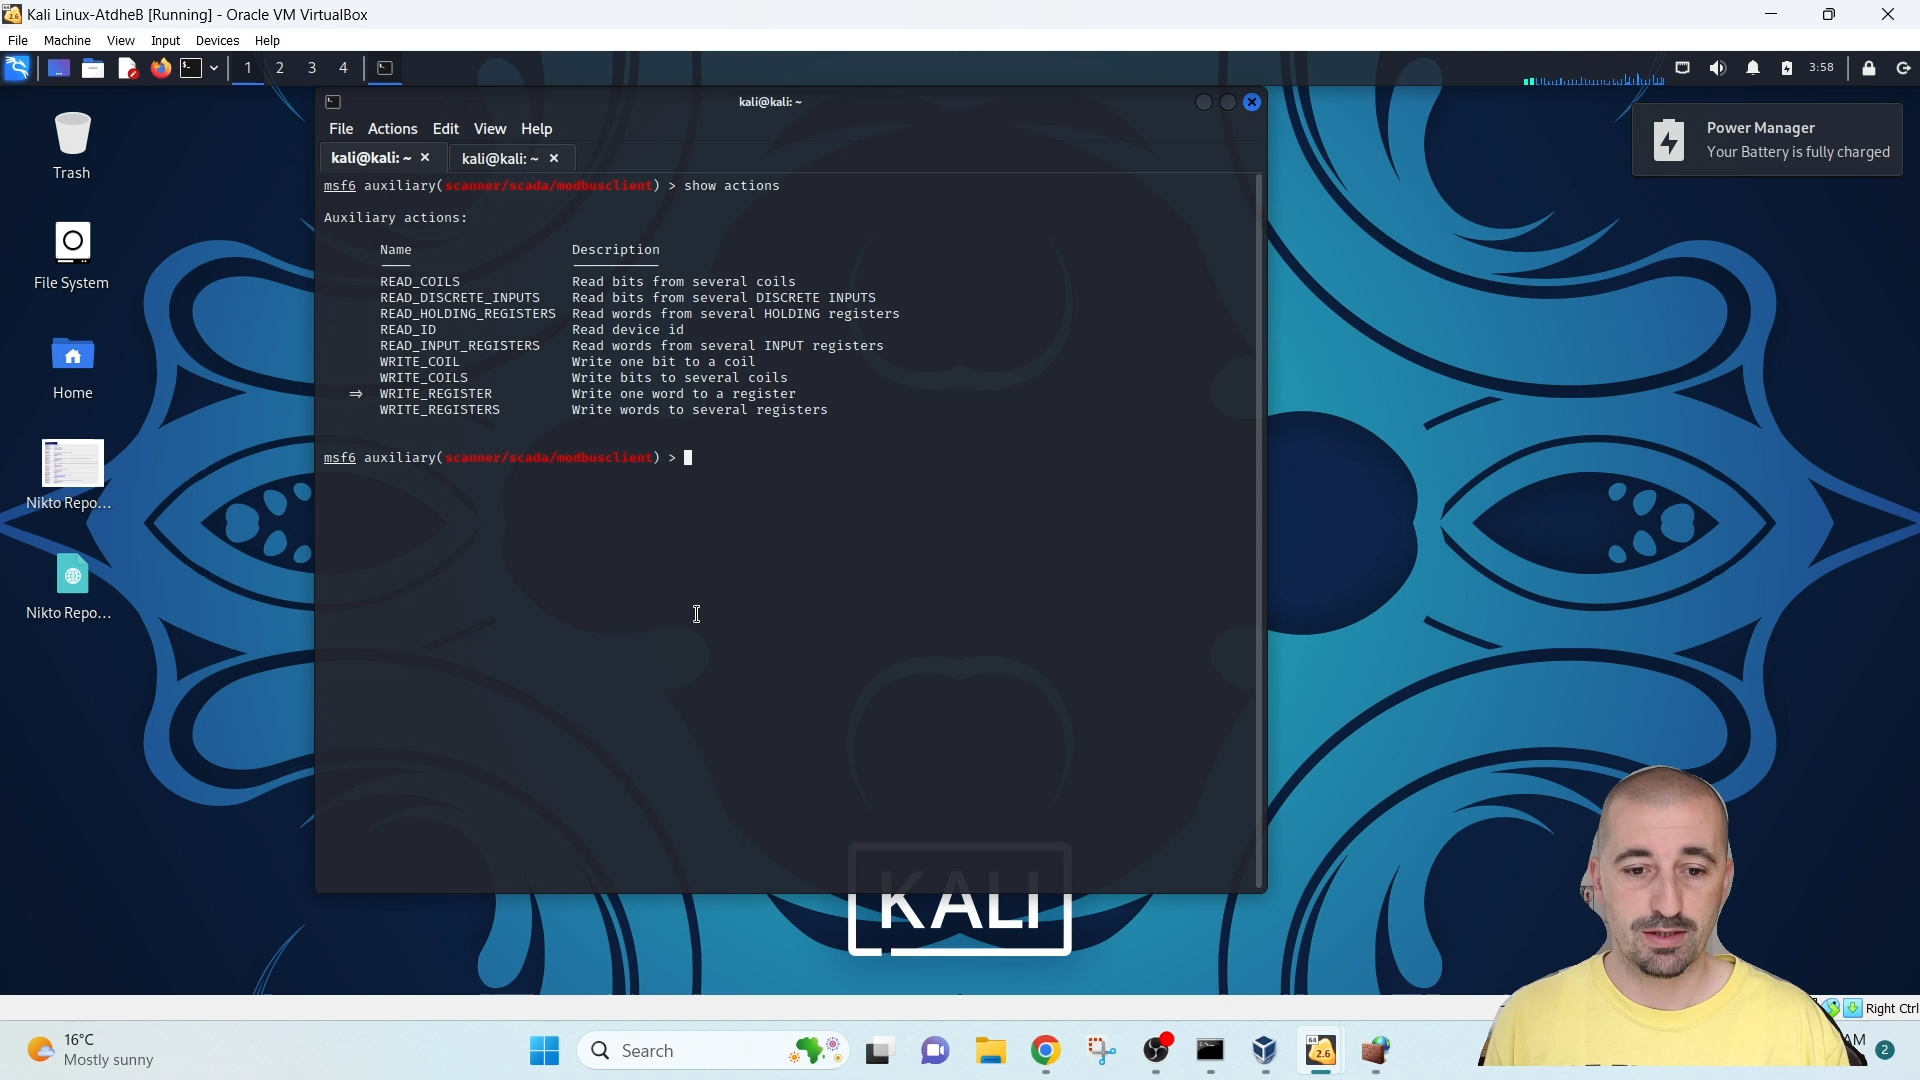 Kali Linux-AtdheB [Running] - Oracle VM VirtualBox
File Machine View Input Devices Help
1 2 3 4
3:58
kali@kali: ~
Power Manager
Your Battery is fully charged
File Actions Edit View Help
kali@kali: ~ kali@kali: ~
Trash
File System
Home
Nikto Repo...
Nikto Repo...
msf6 auxiliary(scanner/scada/modbusclient) > show actions
Auxiliary actions:
Name Description
READ_COILS Read bits from several coils
READ_DISCRETE_INPUTS Read bits from several DISCRETE INPUTS
READ_HOLDING_REGISTERS Read words from several HOLDING registers
READ_ID Read device id
READ_INPUT_REGISTERS Read words from several INPUT registers
WRITE_COIL Write one bit to a coil
WRITE_COILS Write bits to several coils
⇒ WRITE_REGISTER Write one word to a register
WRITE_REGISTERS Write words to several registers
msf6 auxiliary(scanner/scada/modbusclient) >
KALI
Right Ctrl
16°C
Mostly sunny
Search
64
2.6
AM
2